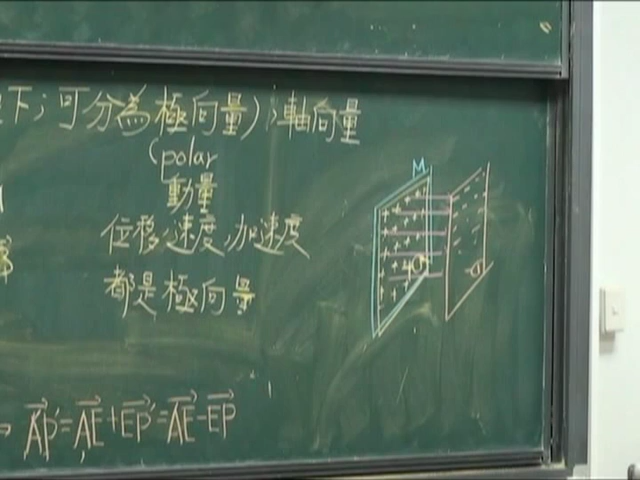 下；可分為極向量)；軸向量
(polar
動量
位移、速度、加速度
都是極向量
M
+Q
-Q
AP'=AE+EP'=AE-EP